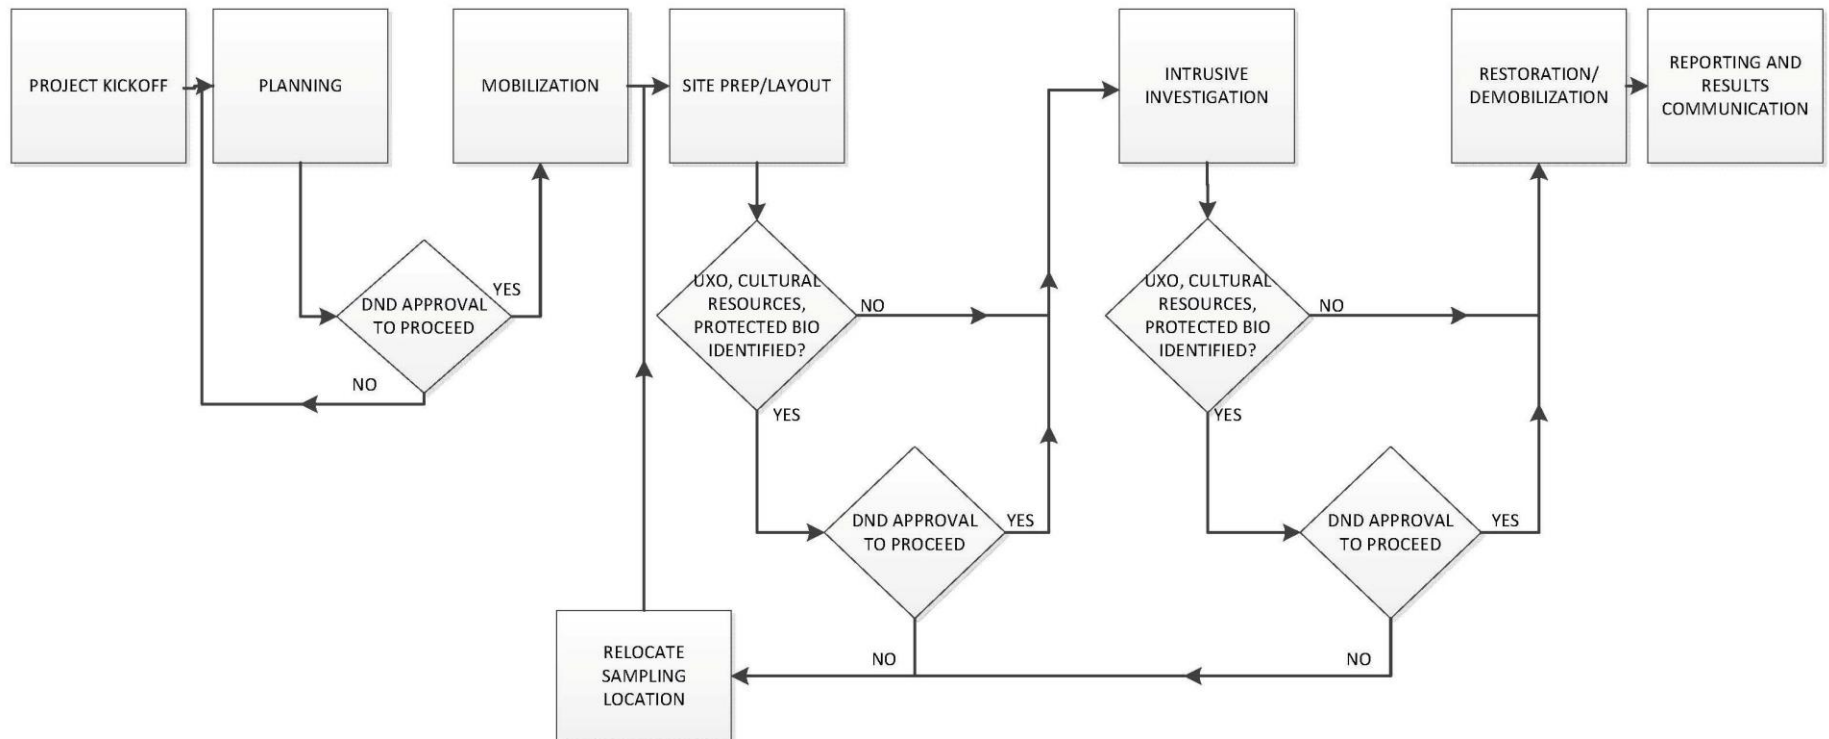 PROJECT KICKOFF
PLANNING
MOBILIZATION
SITE PREP/LAYOUT
INTRUSIVE
INVESTIGATION
RESTORATION/
DEMOBILIZATION
REPORTING AND
RESULTS
COMMUNICATION
DND APPROVAL
TO PROCEED
YES
NO
UXO, CULTURAL
RESOURCES,
PROTECTED BIO
IDENTIFIED?
NO
YES
UXO, CULTURAL
RESOURCES,
PROTECTED BIO
IDENTIFIED?
NO
YES
DND APPROVAL
TO PROCEED
YES
NO
DND APPROVAL
TO PROCEED
YES
NO
RELOCATE
SAMPLING
LOCATION